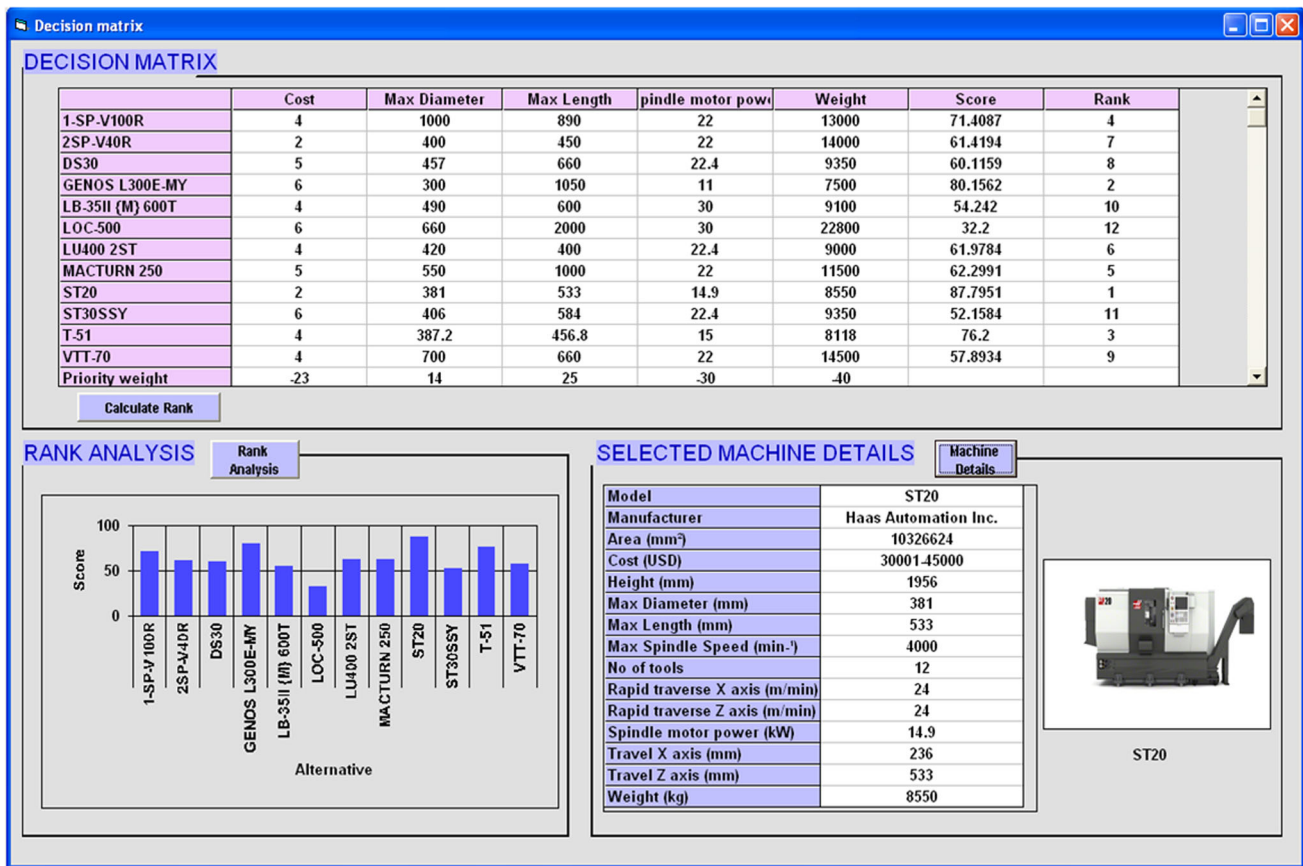 Decision matrix
DECISION MATRIX
Cost Max Diameter Max Length pindle motor powe Weight Score Rank
1-SP-V100R 4 1000 890 22 13000 71.4087 4
2SP-V40R 2 400 450 22 14000 61.4194 7
DS30 5 457 660 22.4 9350 60.1159 8
GENOS L300E-MY 6 300 1050 11 7500 80.1562 2
LB-35II {M} 600T 4 490 600 30 9100 54.242 10
LOC-500 6 660 2000 30 22800 32.2 12
LU400 2ST 4 420 400 22.4 9000 61.9784 6
MACTURN 250 5 550 1000 22 11500 62.2991 5
ST20 2 381 533 14.9 8550 87.7951 1
ST30SSY 6 406 584 22.4 9350 52.1584 11
T-51 4 387.2 456.8 15 8118 76.2 3
VTT-70 4 700 660 22 14500 57.8934 9
Priority weight -23 14 25 -30 -40
Calculate Rank
RANK ANALYSIS
Rank
Analysis
Score
100
50
0
1-SP-V100R
2SP-V40R
DS30
GENOS L300E-MY
LB-35II {M} 600T
LOC-500
LU400 2ST
MACTURN 250
ST20
ST30SSY
T-51
VTT-70
Alternative
SELECTED MACHINE DETAILS
Machine
Details
Model ST20
Manufacturer Haas Automation Inc.
Area (mm²) 10326624
Cost (USD) 30001-45000
Height (mm) 1956
Max Diameter (mm) 381
Max Length (mm) 533
Max Spindle Speed (min-¹) 4000
No of tools 12
Rapid traverse X axis (m/min) 24
Rapid traverse Z axis (m/min) 24
Spindle motor power (kW) 14.9
Travel X axis (mm) 236
Travel Z axis (mm) 533
Weight (kg) 8550
ST20